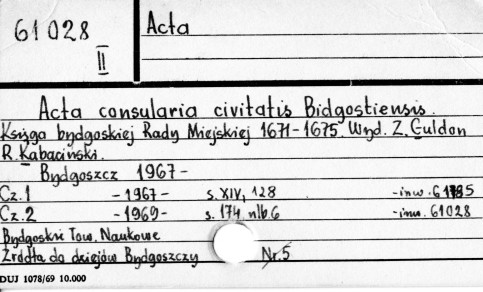 61028
II
Acta
Acta consularia civitatis Bidgostiensis.
Księga bydgoskiej Rady Miejskiej 1671-1675. Wyd. Z. Guldon
R. Kabaciński.
Bydgoszcz 1967-
Cz.1 -1967- s. XIV, 128 -inw. 61785
Cz.2 -1969- s. 174 nlb.6 -inw. 61028
Bydgoskie Tow. Naukowe
Źródła do dziejów Bydgoszczy Nr.5
DUJ 1078/69 10.000